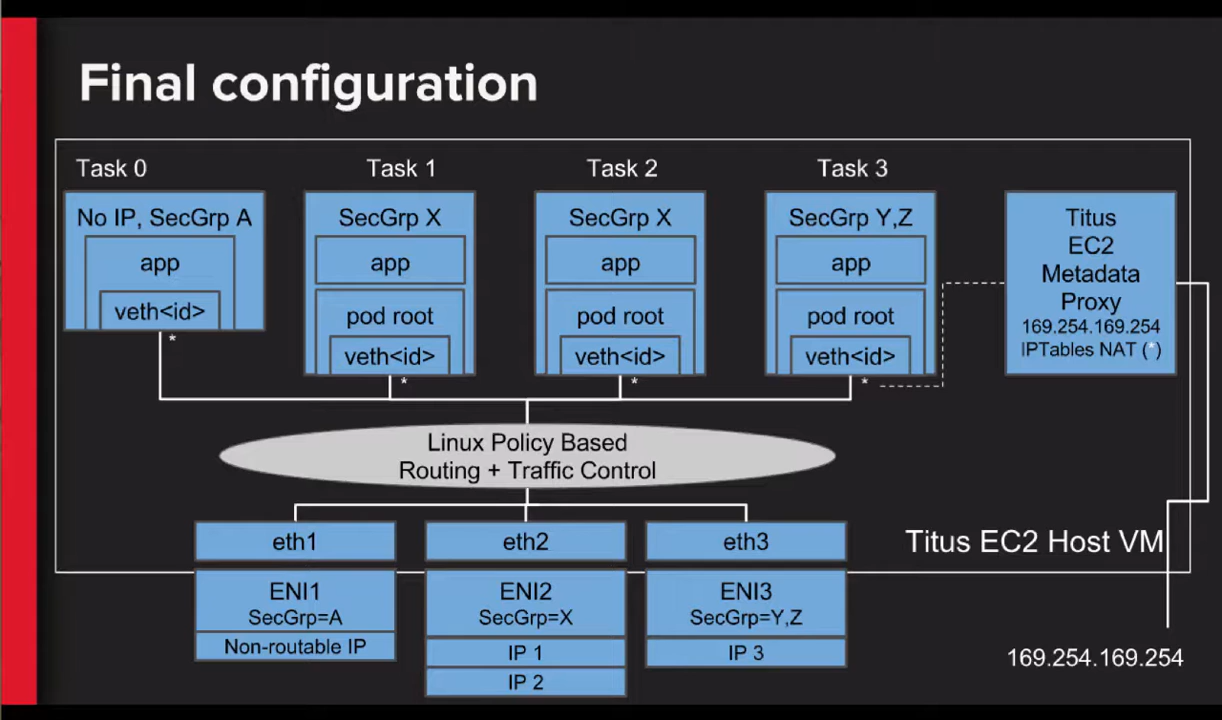 Final configuration
Task 0
Task 1
Task 2
Task 3
No IP, SecGrp A
app
veth<id>
*
SecGrp X
app
pod root
veth<id>
*
SecGrp X
app
pod root
veth<id>
*
SecGrp Y,Z
app
pod root
veth<id>
*
Titus
EC2
Metadata
Proxy
169.254.169.254
IPTables NAT (*)
Linux Policy Based
Routing + Traffic Control
eth1
eth2
eth3
Titus EC2 Host VM
ENI1
SecGrp=A
Non-routable IP
ENI2
SecGrp=X
IP 1
IP 2
ENI3
SecGrp=Y,Z
IP 3
169.254.169.254